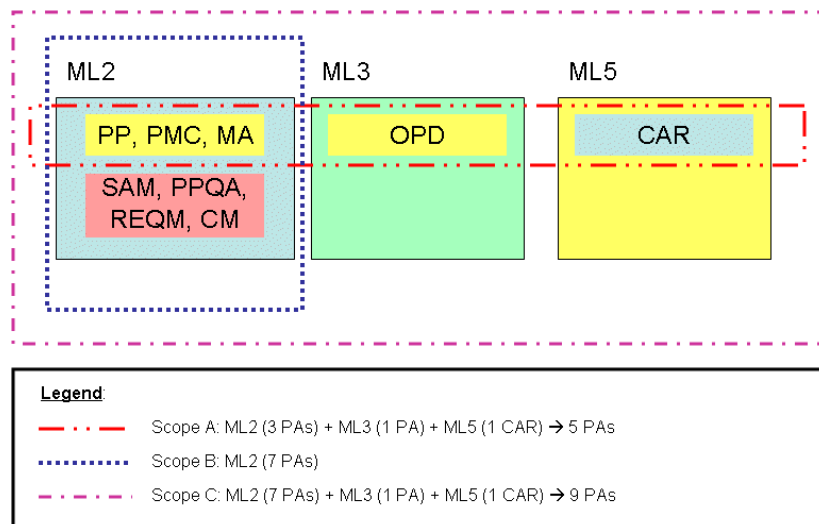 ML2
ML3
ML5
PP, PMC, MA
OPD
CAR
SAM, PPQA,
REQM, CM
Legend:
Scope A: ML2 (3 PAs) + ML3 (1 PA) + ML5 (1 CAR) → 5 PAs
Scope B: ML2 (7 PAs)
Scope C: ML2 (7 PAs) + ML3 (1 PA) + ML5 (1 CAR) → 9 PAs